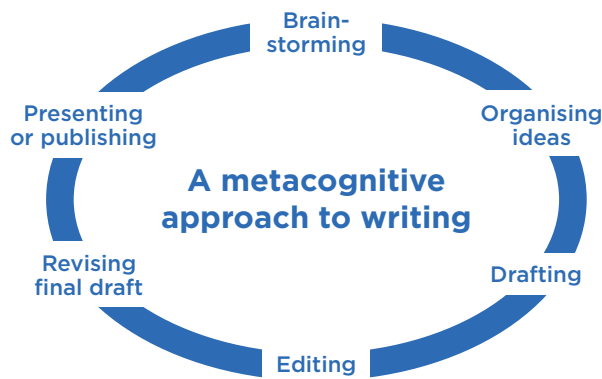 Brain-
storming
Organising
ideas
Drafting
Editing
Revising
final draft
Presenting
or publishing
A metacognitive
approach to writing